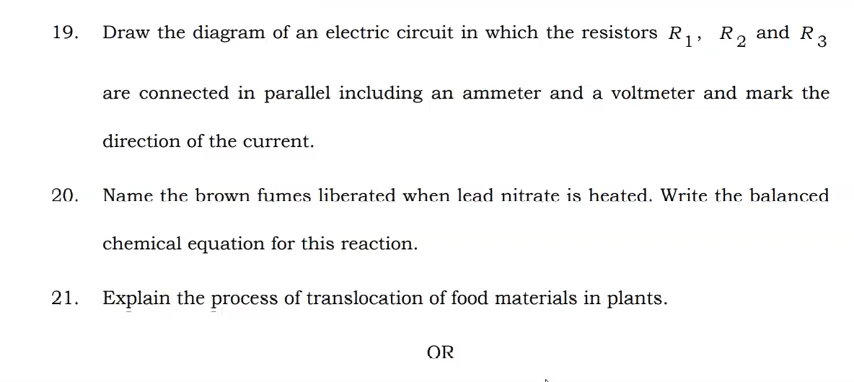 19. Draw the diagram of an electric circuit in which the resistors R₁, R₂ and R₃
are connected in parallel including an ammeter and a voltmeter and mark the
direction of the current.
20. Name the brown fumes liberated when lead nitrate is heated. Write the balanced
chemical equation for this reaction.
21. Explain the process of translocation of food materials in plants.
OR